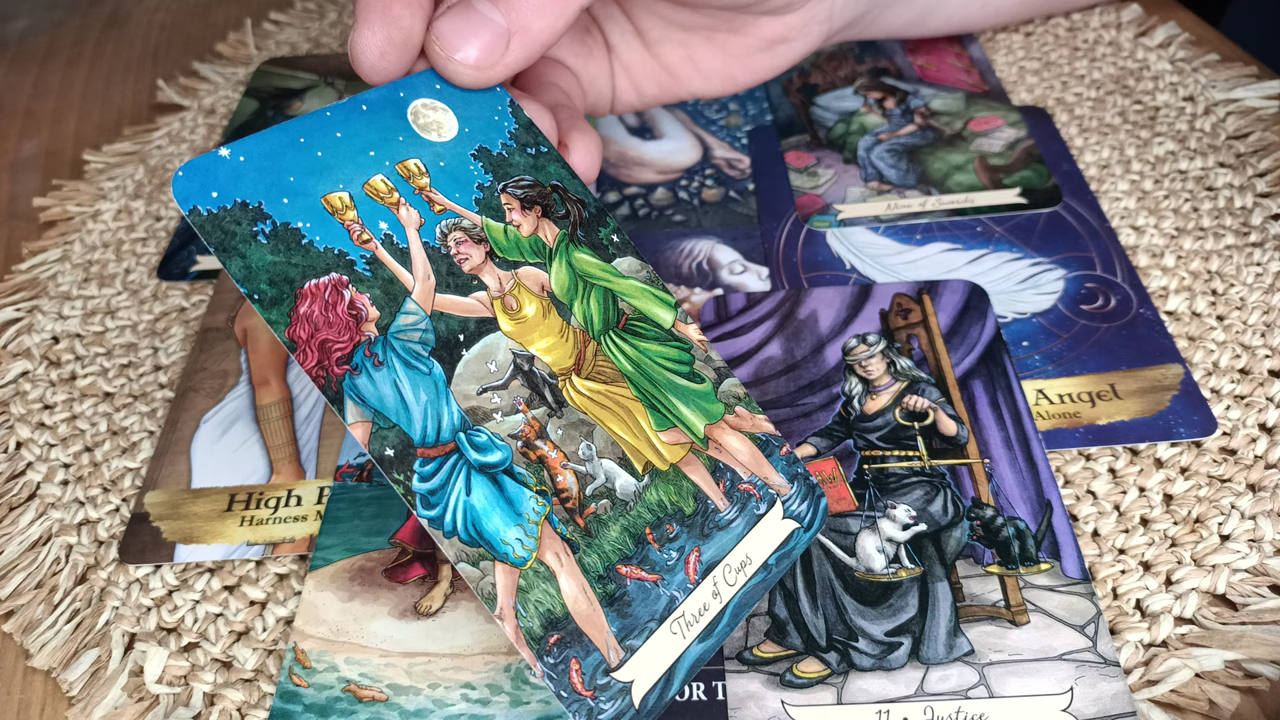 Nine of Swords
Angel
Alone
High P
Harness M
Three of Cups
OR T
11 • Justice